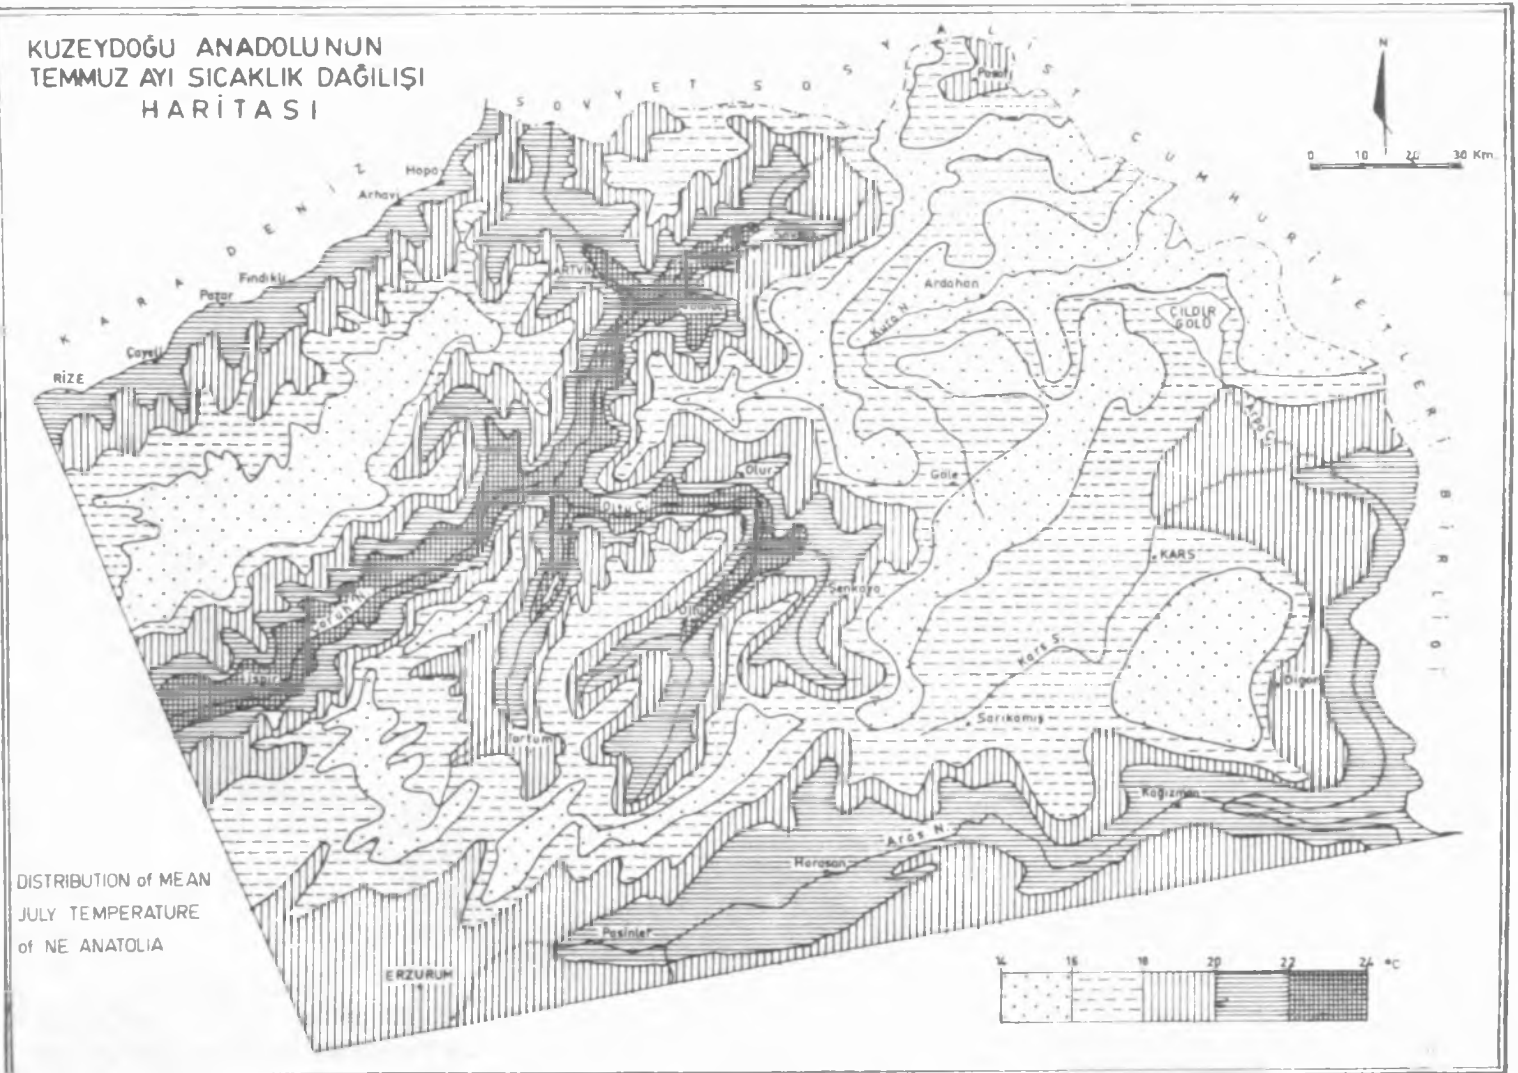 KUZEYDOĞU ANADOLUNUN
TEMMUZ AYI SICAKLIK DAĞILIŞI
HARİTASI
KARADENİZ
SOVYET SOSYALİST CUMHURİYETLERİ BİRLİĞİ
N
0 10 20 30 Km
Posof
Hopa
Arhavi
Fındıklı
Pazar
Çayeli
RİZE
ARTVİN
Ardahan
Kura N.
ÇILDIR
GÖLÜ
Arpa Ç.
Olur
Göle
Oltu Ç.
KARS
Şenkaya
Çoruh N.
İspir
Kars S.
Digor
Sarıkamış
Tortum
Kağızman
Aras N.
Horasan
Pasinler
ERZURUM
DISTRIBUTION of MEAN
JULY TEMPERATURE
of NE ANATOLIA
14 16 18 20 22 24 °C